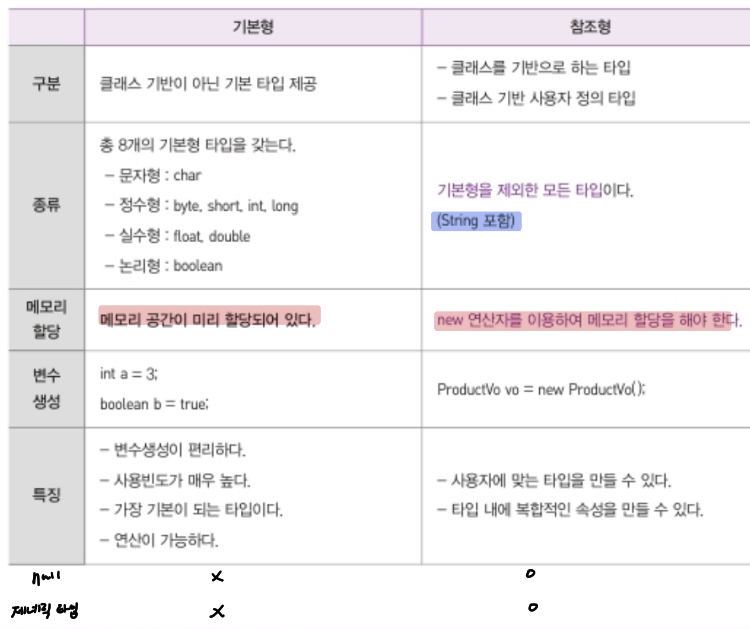 기본형 참조형
구분 클래스 기반이 아닌 기본 타입 제공
– 클래스를 기반으로 하는 타입
– 클래스 기반 사용자 정의 타입
종류
총 8개의 기본형 타입을 갖는다.
– 문자형 : char
– 정수형 : byte, short, int, long
– 실수형 : float, double
– 논리형 : boolean
기본형을 제외한 모든 타입이다.
(String 포함)
메모리
할당
메모리 공간이 미리 할당되어 있다.
new 연산자를 이용하여 메모리 할당을 해야 한다.
변수
생성
int a = 3;
boolean b = true;
ProductVo vo = new ProductVo();
특징
– 변수생성이 편리하다.
– 사용빈도가 매우 높다.
– 가장 기본이 되는 타입이다.
– 연산이 가능하다.
– 사용자에 맞는 타입을 만들 수 있다.
– 타입 내에 복합적인 속성을 만들 수 있다.
null X O
제네릭 타입 X O